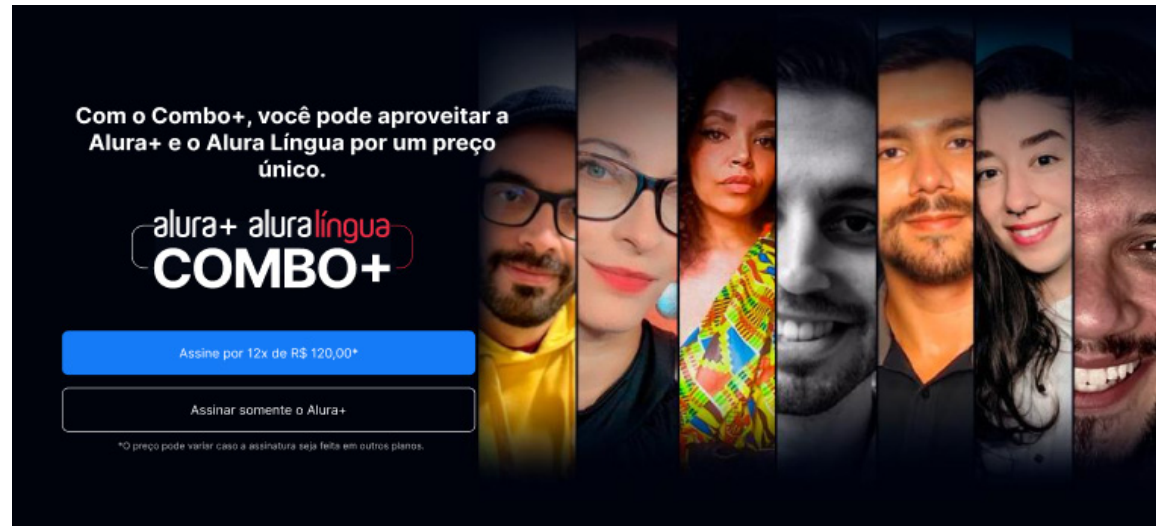 Com o Combo+, você pode aproveitar a
Alura+ e o Alura Língua por um preço
único.
alura+ aluralíngua
COMBO+
Assine por 12x de R$ 120,00*
Assinar somente o Alura+
*O preço pode variar caso a assinatura seja feita em outros planos.